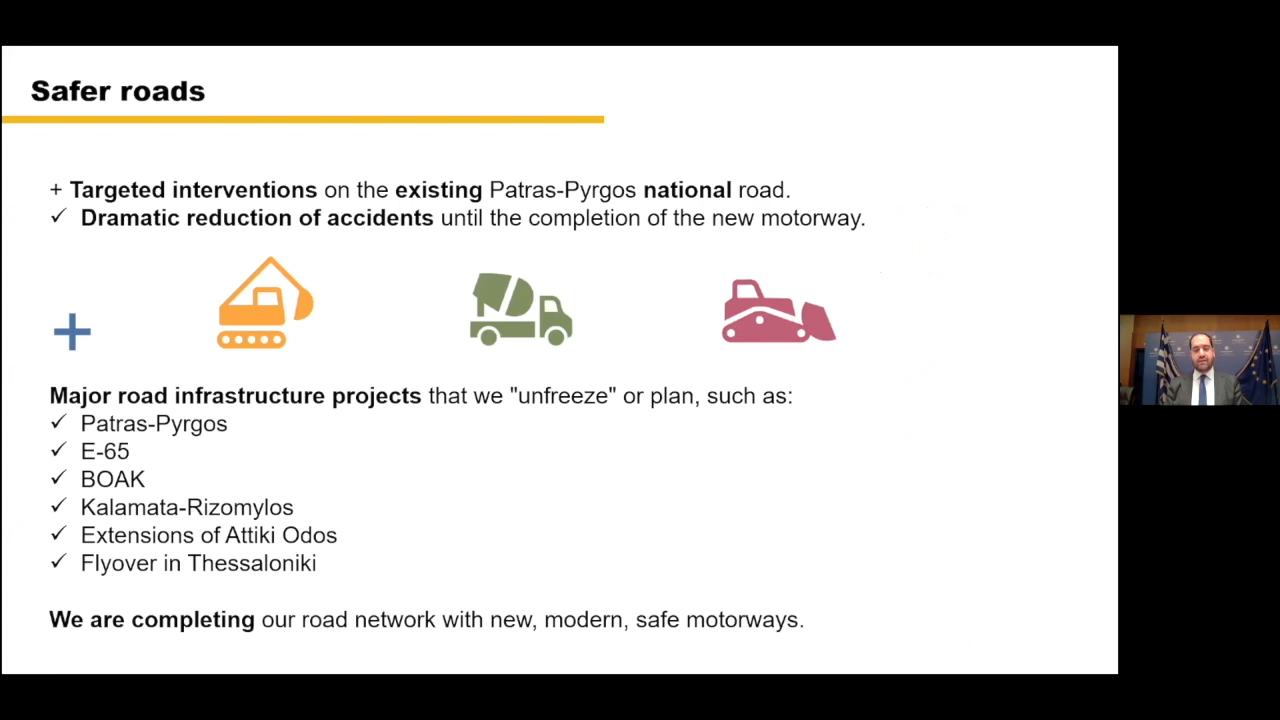 Safer roads
+ Targeted interventions on the existing Patras-Pyrgos national road.
✓ Dramatic reduction of accidents until the completion of the new motorway.
+
Major road infrastructure projects that we "unfreeze" or plan, such as:
✓ Patras-Pyrgos
✓ E-65
✓ BOAK
✓ Kalamata-Rizomylos
✓ Extensions of Attiki Odos
✓ Flyover in Thessaloniki
We are completing our road network with new, modern, safe motorways.